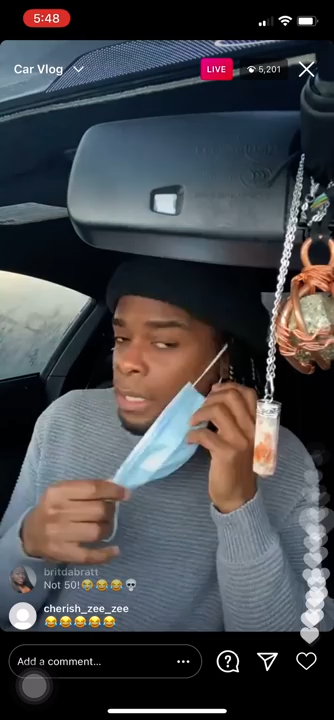 5:48
Car Vlog
LIVE
5,201
britdabratt
Not 50!😭😂😂💀
cherish_zee_zee
😂😂😂😂😂
Add a comment...